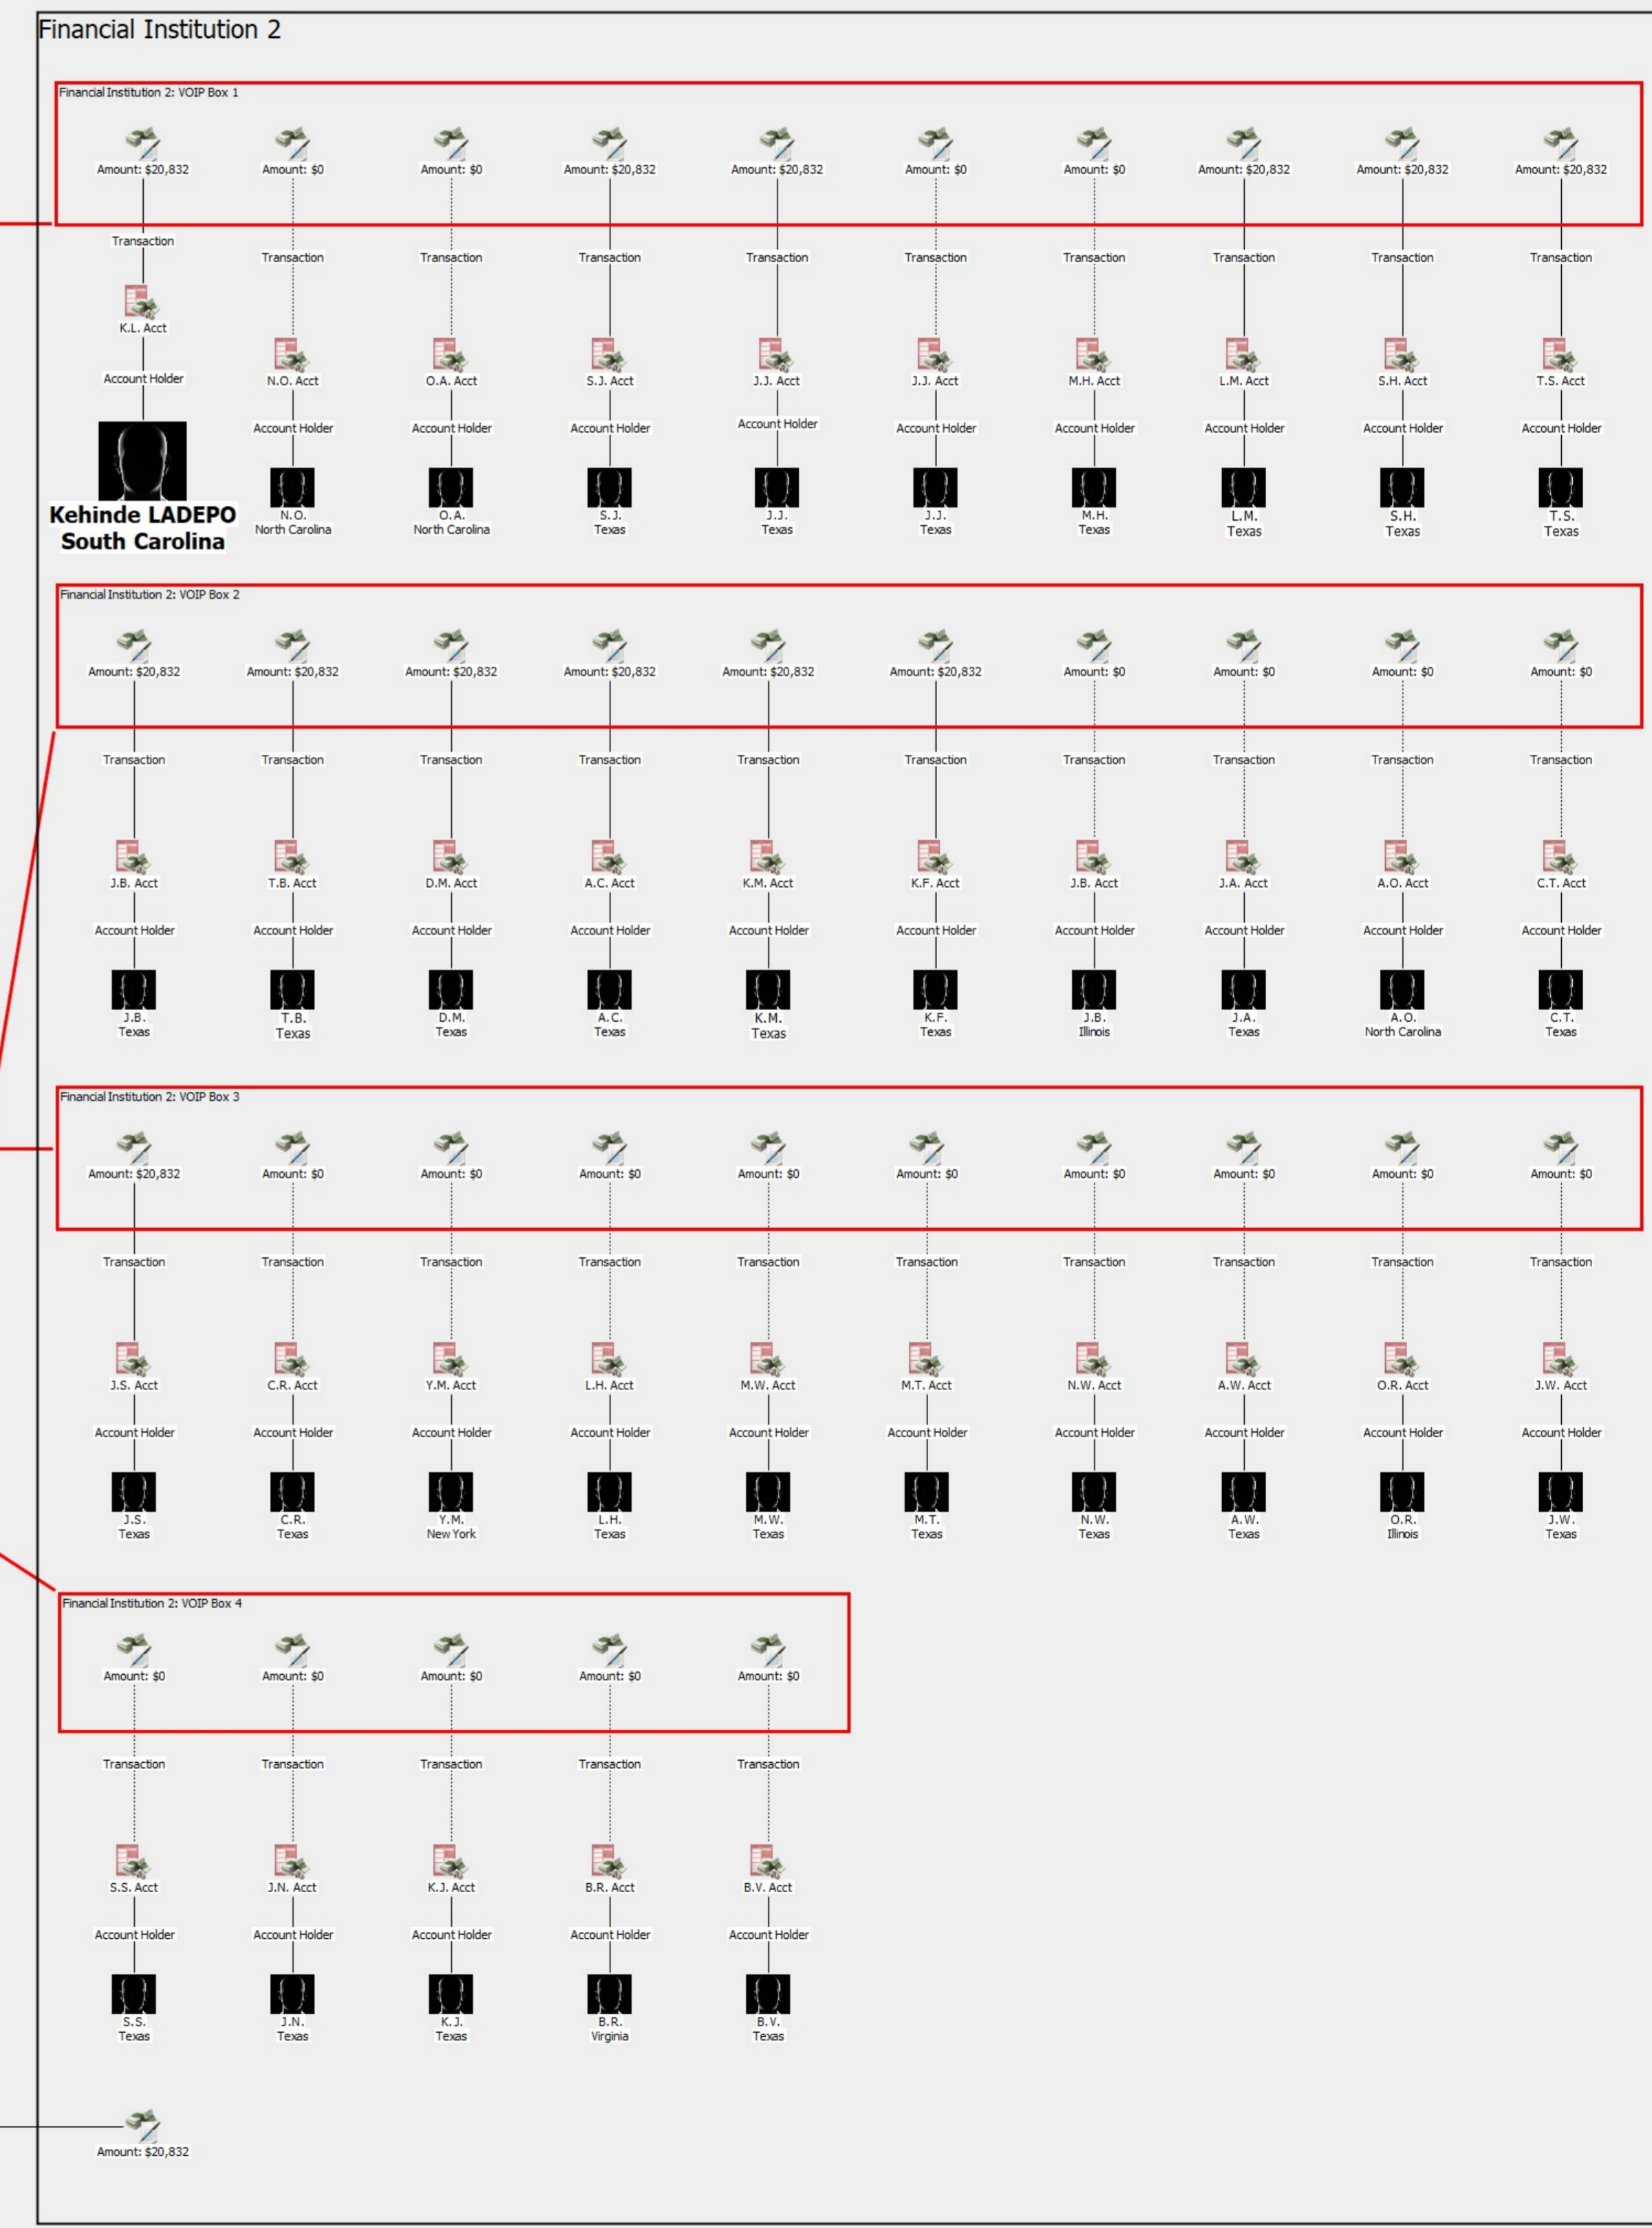 Financial Institution 2
Financial Institution 2: VOIP Box 1
Amount: $20,832 Amount: $0 Amount: $0 Amount: $20,832 Amount: $20,832 Amount: $0 Amount: $0 Amount: $20,832 Amount: $20,832 Amount: $20,832
Transaction Transaction Transaction Transaction Transaction Transaction Transaction Transaction Transaction Transaction
K.L. Acct N.O. Acct O.A. Acct S.J. Acct J.J. Acct J.J. Acct M.H. Acct L.M. Acct S.H. Acct T.S. Acct
Account Holder Account Holder Account Holder Account Holder Account Holder Account Holder Account Holder Account Holder Account Holder Account Holder
Kehinde LADEPO N.O. O.A. S.J. J.J. J.J. M.H. L.M. S.H. T.S.
South Carolina North Carolina North Carolina Texas Texas Texas Texas Texas Texas Texas
Financial Institution 2: VOIP Box 2
Amount: $20,832 Amount: $20,832 Amount: $20,832 Amount: $20,832 Amount: $20,832 Amount: $20,832 Amount: $0 Amount: $0 Amount: $0 Amount: $0
Transaction Transaction Transaction Transaction Transaction Transaction Transaction Transaction Transaction Transaction
J.B. Acct T.B. Acct D.M. Acct A.C. Acct K.M. Acct K.F. Acct J.B. Acct J.A. Acct A.O. Acct C.T. Acct
Account Holder Account Holder Account Holder Account Holder Account Holder Account Holder Account Holder Account Holder Account Holder Account Holder
J.B. T.B. D.M. A.C. K.M. K.F. J.B. J.A. A.O. C.T.
Texas Texas Texas Texas Texas Texas Illinois Texas North Carolina Texas
Financial Institution 2: VOIP Box 3
Amount: $20,832 Amount: $0 Amount: $0 Amount: $0 Amount: $0 Amount: $0 Amount: $0 Amount: $0 Amount: $0 Amount: $0
Transaction Transaction Transaction Transaction Transaction Transaction Transaction Transaction Transaction Transaction
J.S. Acct C.R. Acct Y.M. Acct L.H. Acct M.W. Acct M.T. Acct N.W. Acct A.W. Acct O.R. Acct J.W. Acct
Account Holder Account Holder Account Holder Account Holder Account Holder Account Holder Account Holder Account Holder Account Holder Account Holder
J.S. C.R. Y.M. L.H. M.W. M.T. N.W. A.W. O.R. J.W.
Texas Texas New York Texas Texas Texas Texas Texas Illinois Texas
Financial Institution 2: VOIP Box 4
Amount: $0 Amount: $0 Amount: $0 Amount: $0 Amount: $0
Transaction Transaction Transaction Transaction Transaction
S.S. Acct J.N. Acct K.J. Acct B.R. Acct B.V. Acct
Account Holder Account Holder Account Holder Account Holder Account Holder
S.S. J.N. K.J. B.R. B.V.
Texas Texas Texas Virginia Texas
Amount: $20,832